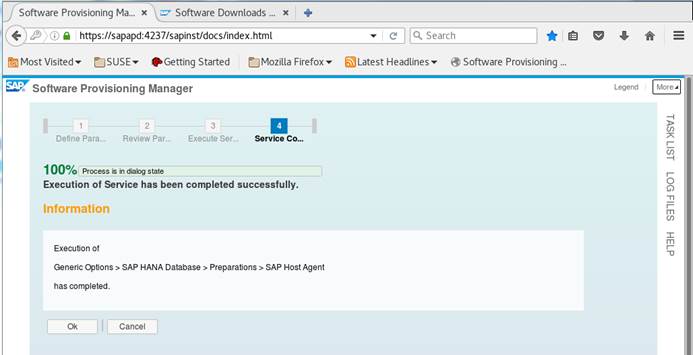 Software Provisioning Ma...
Software Downloads ...
https://sapapd:4237/sapinst/docs/index.html
Search
Most Visited
SUSE
Getting Started
Mozilla Firefox
Latest Headlines
Software Provisioning ...
SAP
Software Provisioning Manager
Legend
More
1
2
3
4
Define Para...
Review Par...
Execute Ser...
Service Co...
100%
Process is in dialog state
Execution of Service has been completed successfully.
Information
Execution of
Generic Options > SAP HANA Database > Preparations > SAP Host Agent
has completed.
Ok
Cancel
TASK LIST
LOG FILES
HELP